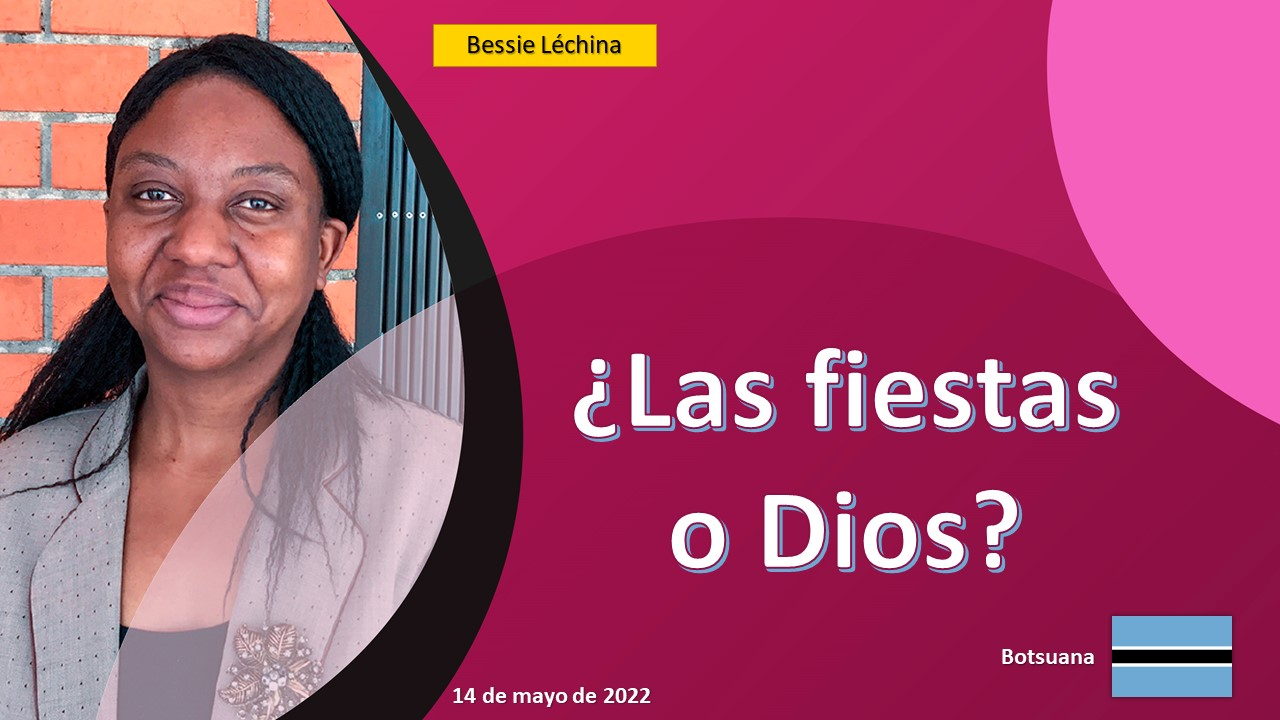 Bessie Léchina
¿Las fiestas
o Dios?
Botsuana
14 de mayo de 2022